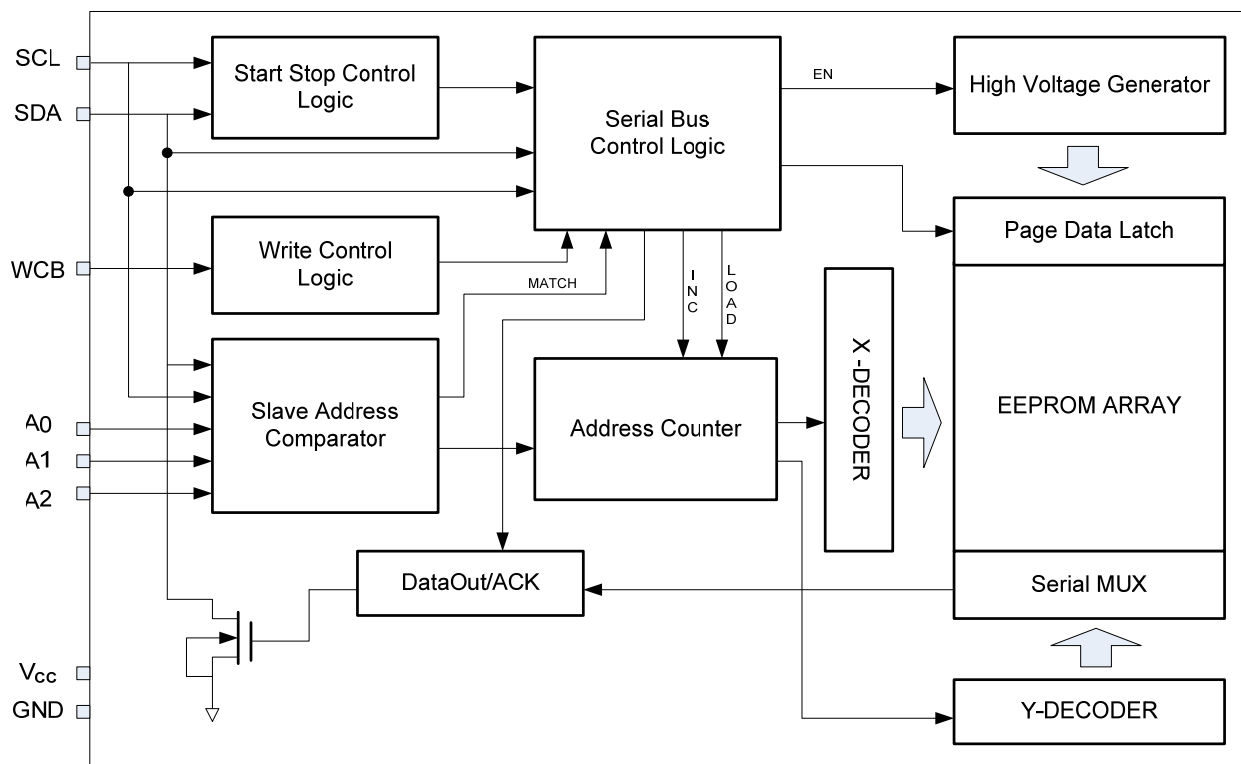 SCL
SDA
WCB
A0
A1
A2
Vcc
GND
Start Stop Control
Logic
Write Control
Logic
Slave Address
Comparator
MATCH
Serial Bus
Control Logic
INC
LOAD
Address Counter
DataOut/ACK
EN
High Voltage Generator
Page Data Latch
X-DECODER
EEPROM ARRAY
Serial MUX
Y-DECODER